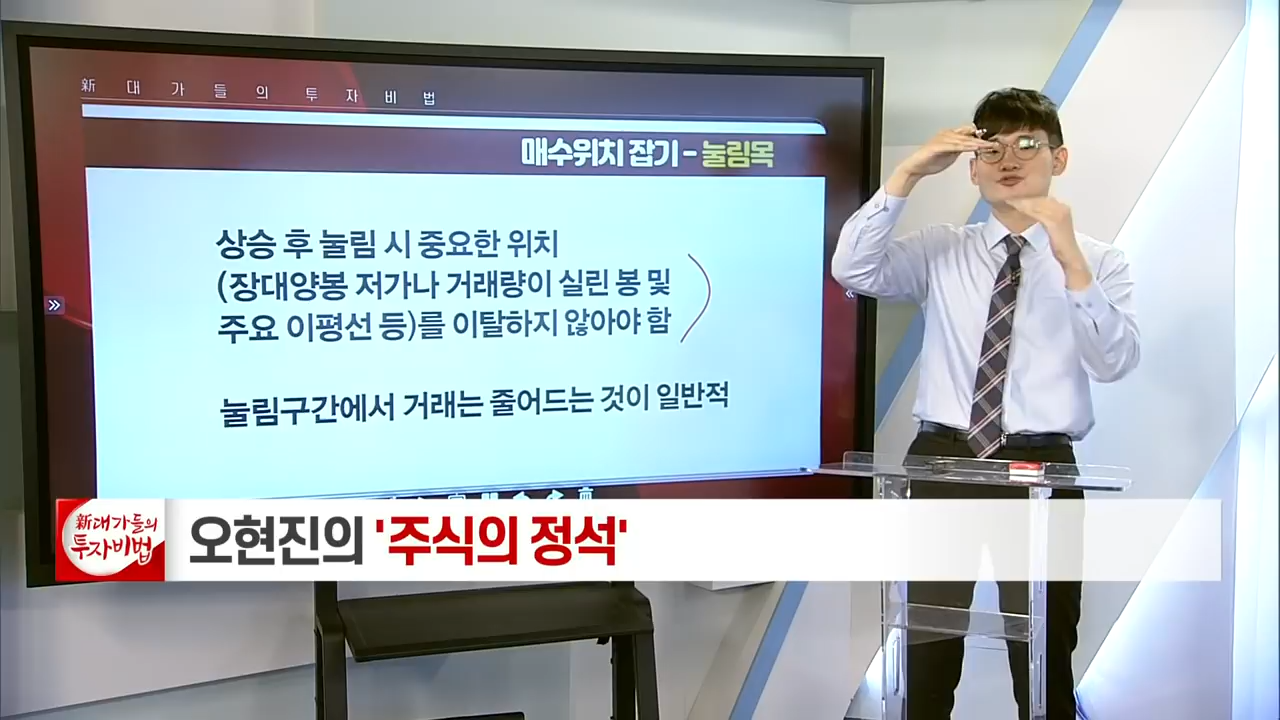 新 대 가 들 의 투 자 비 법
매수위치 잡기 - 눌림목
상승 후 눌림 시 중요한 위치
(장대양봉 저가나 거래량이 실린 봉 및
주요 이평선 등)를 이탈하지 않아야 함
눌림구간에서 거래는 줄어드는 것이 일반적
新대가들의
투자비법
오현진의 '주식의 정석'